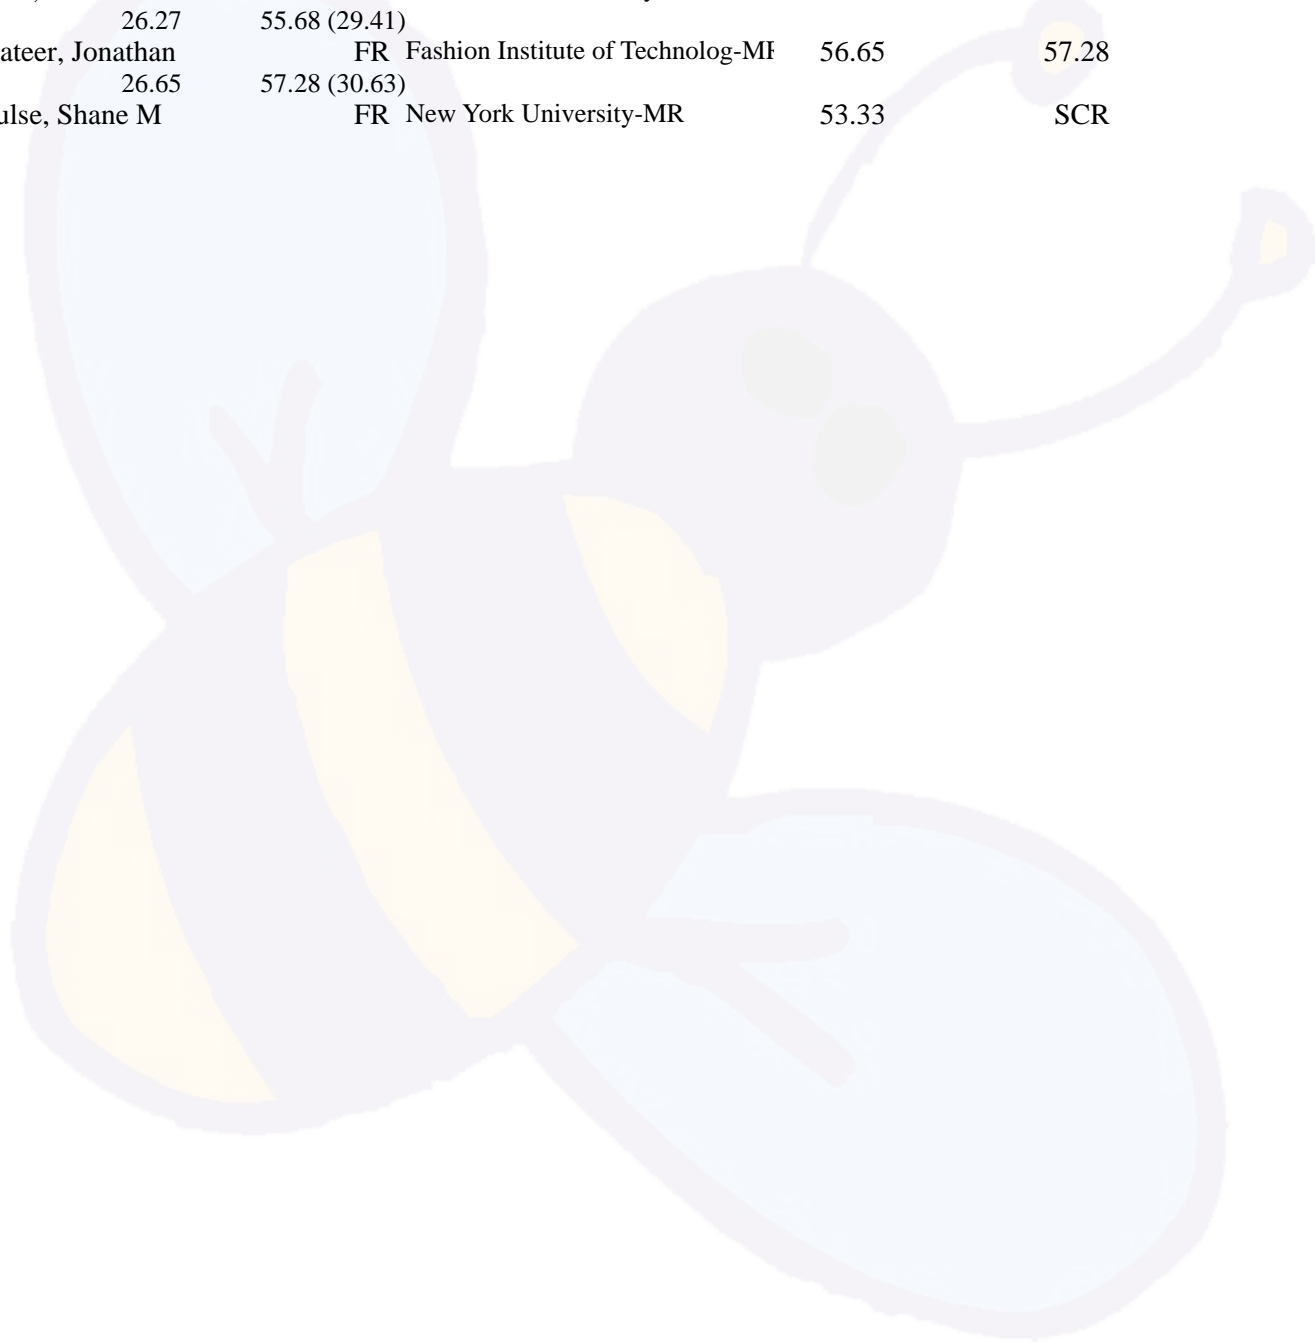 26.27 55.68 (29.41)
ateer, Jonathan FR Fashion Institute of Technolog-MR 56.65 57.28
26.65 57.28 (30.63)
ulse, Shane M FR New York University-MR 53.33 SCR